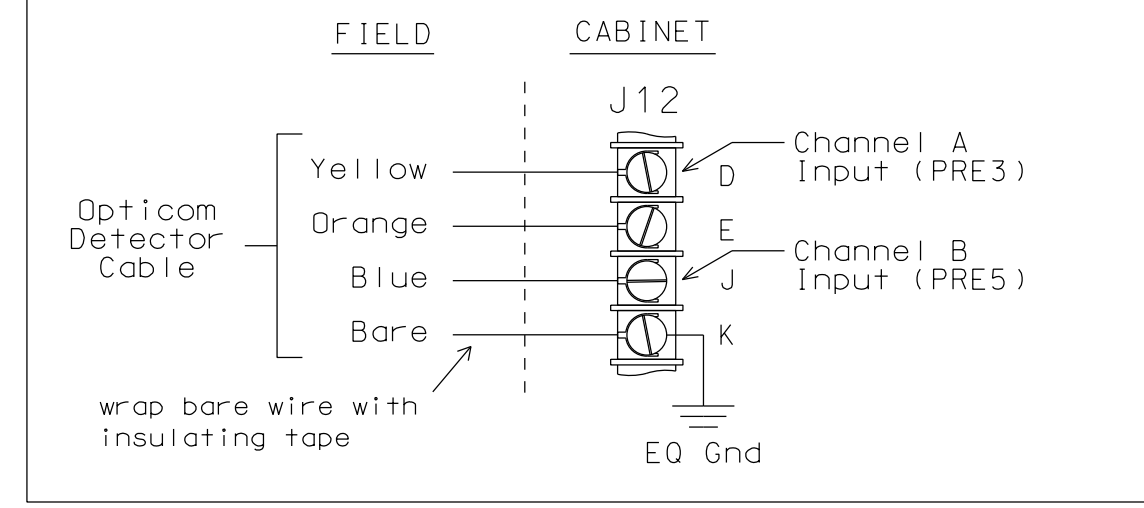 FIELD
CABINET
J12
Yellow
Orange
Blue
Bare
Opticom
Detector
Cable
D
E
J
K
Channel A
Input (PRE3)
Channel B
Input (PRE5)
wrap bare wire with
insulating tape
EQ Gnd